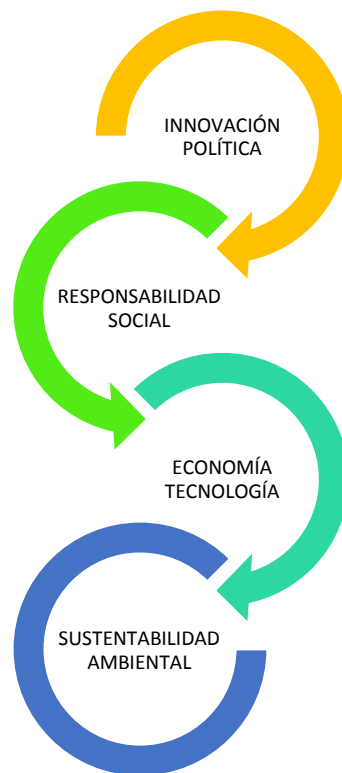 INNOVACIÓN
POLÍTICA
RESPONSABILIDAD
SOCIAL
ECONOMÍA
TECNOLOGÍA
SUSTENTABILIDAD
AMBIENTAL